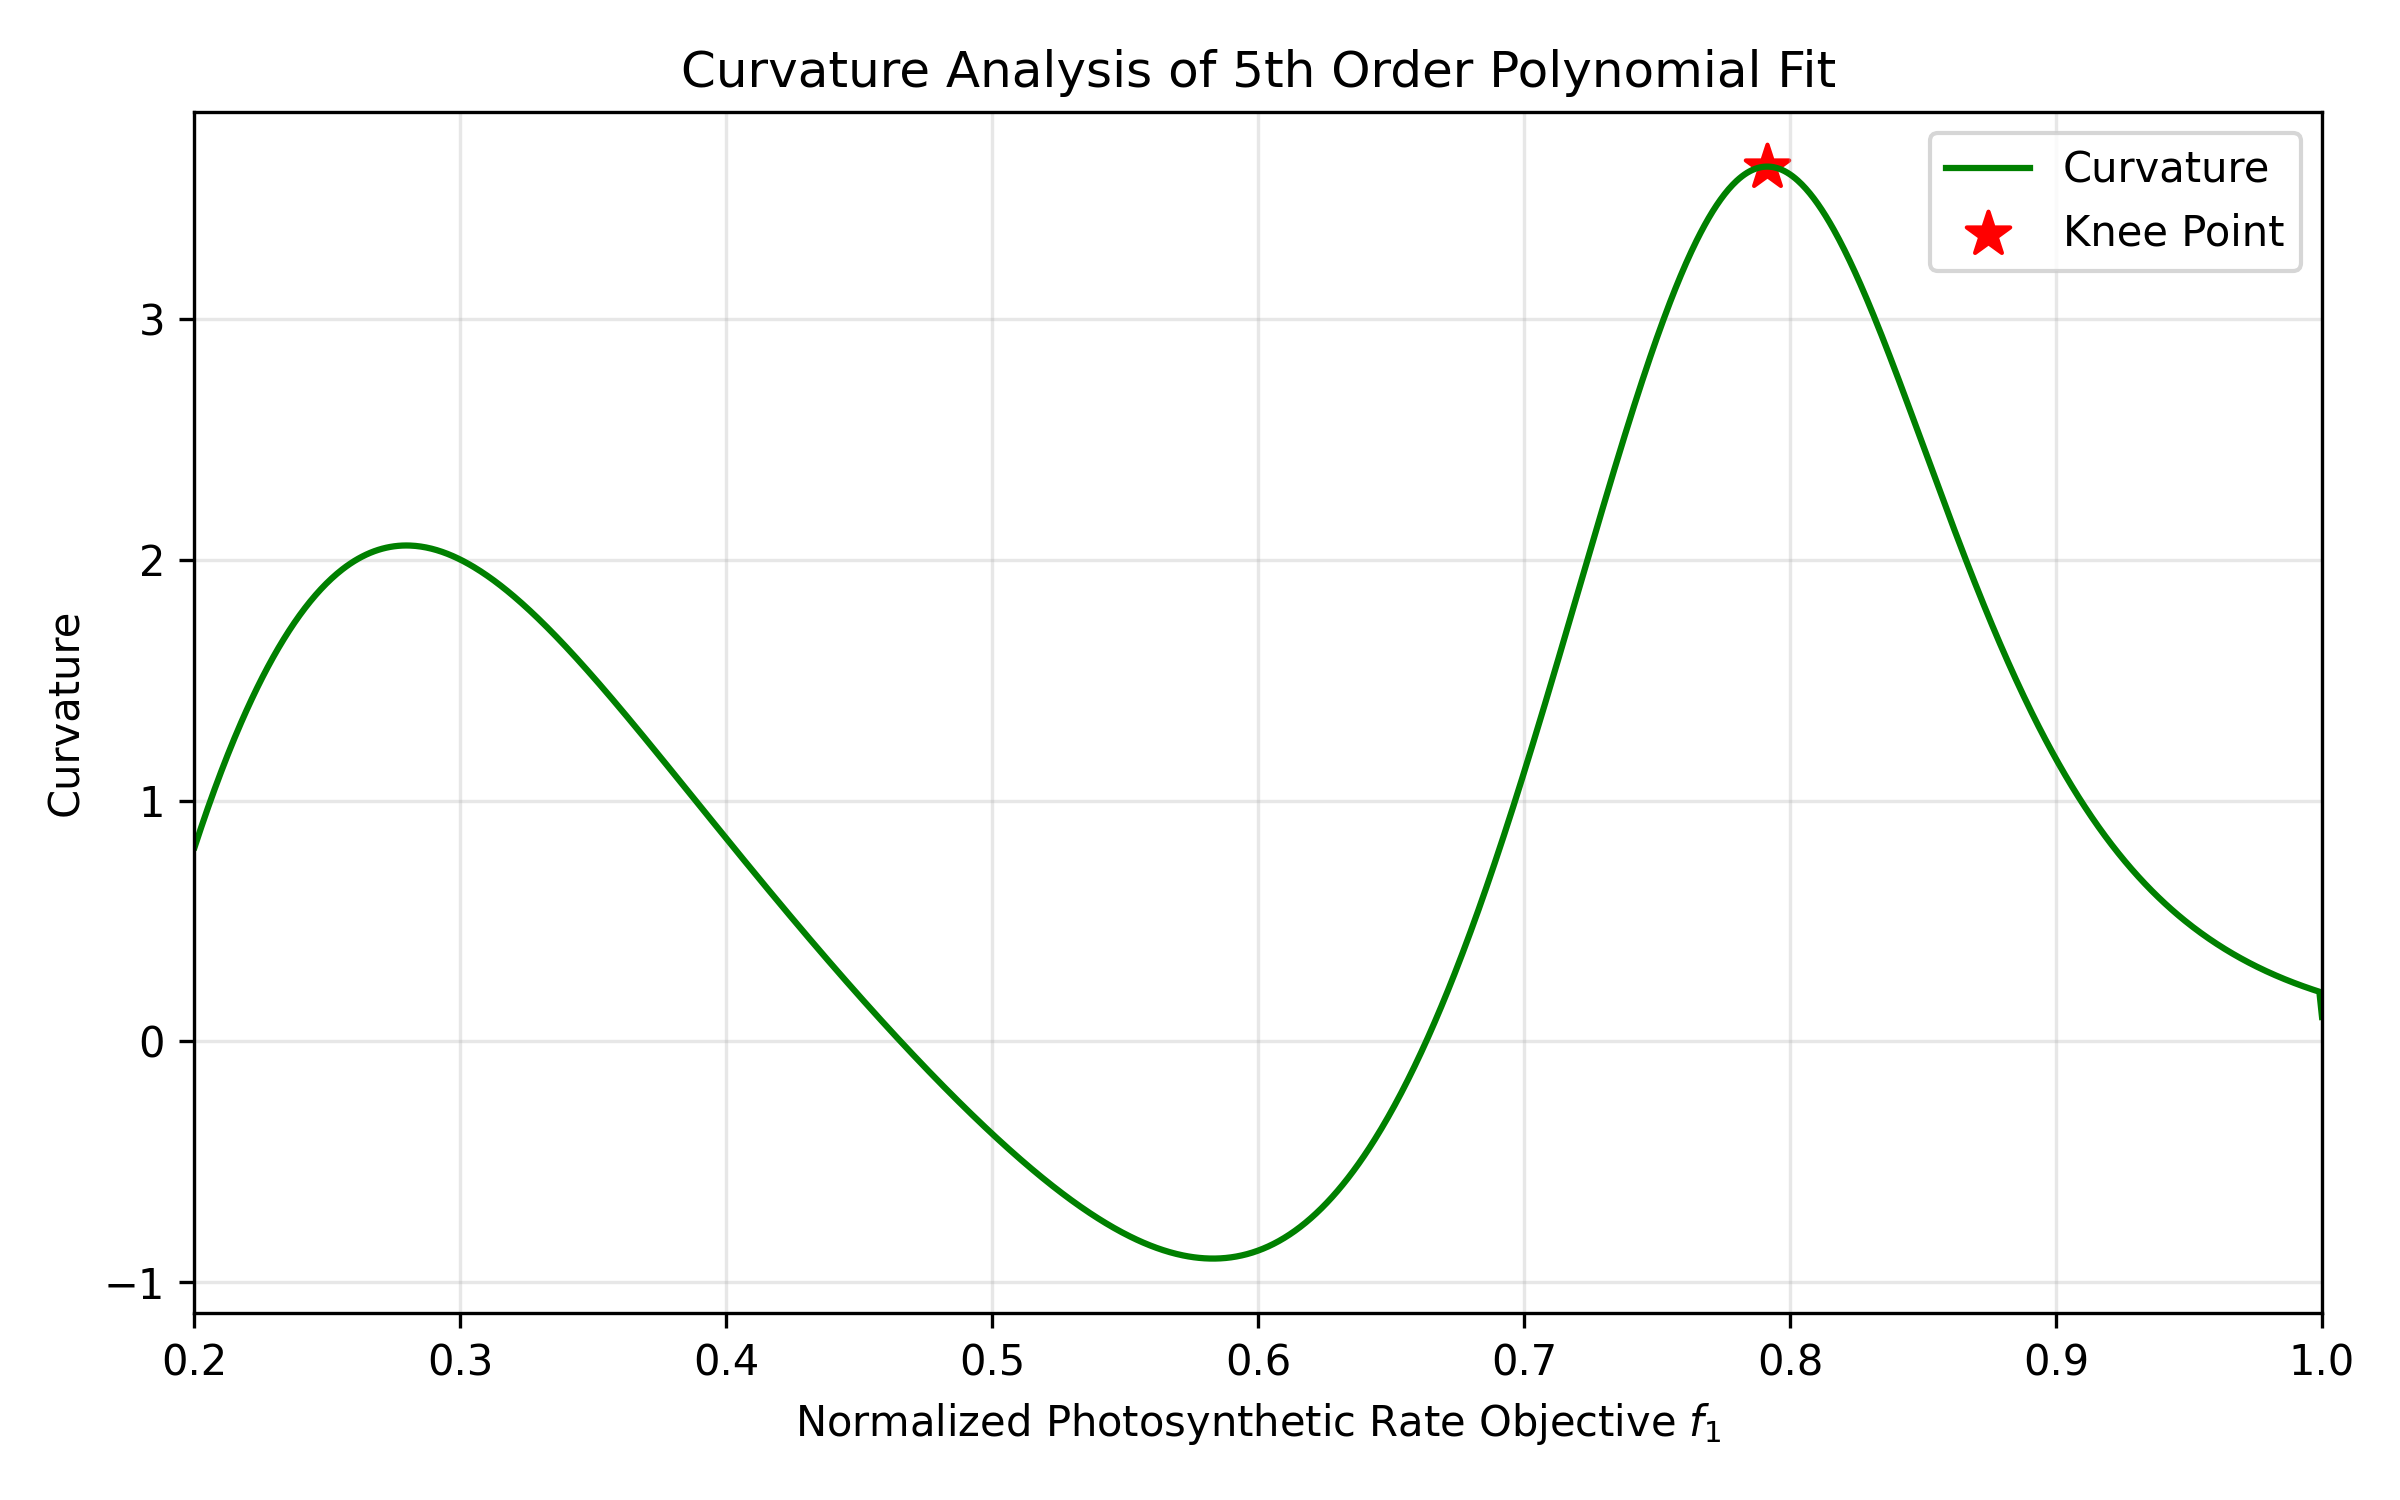 Curvature Analysis of 5th Order Polynomial Fit
Curvature
Knee Point
3
2
1
0
−1
Curvature
0.2 0.3 0.4 0.5 0.6 0.7 0.8 0.9 1.0
Normalized Photosynthetic Rate Objective f₁